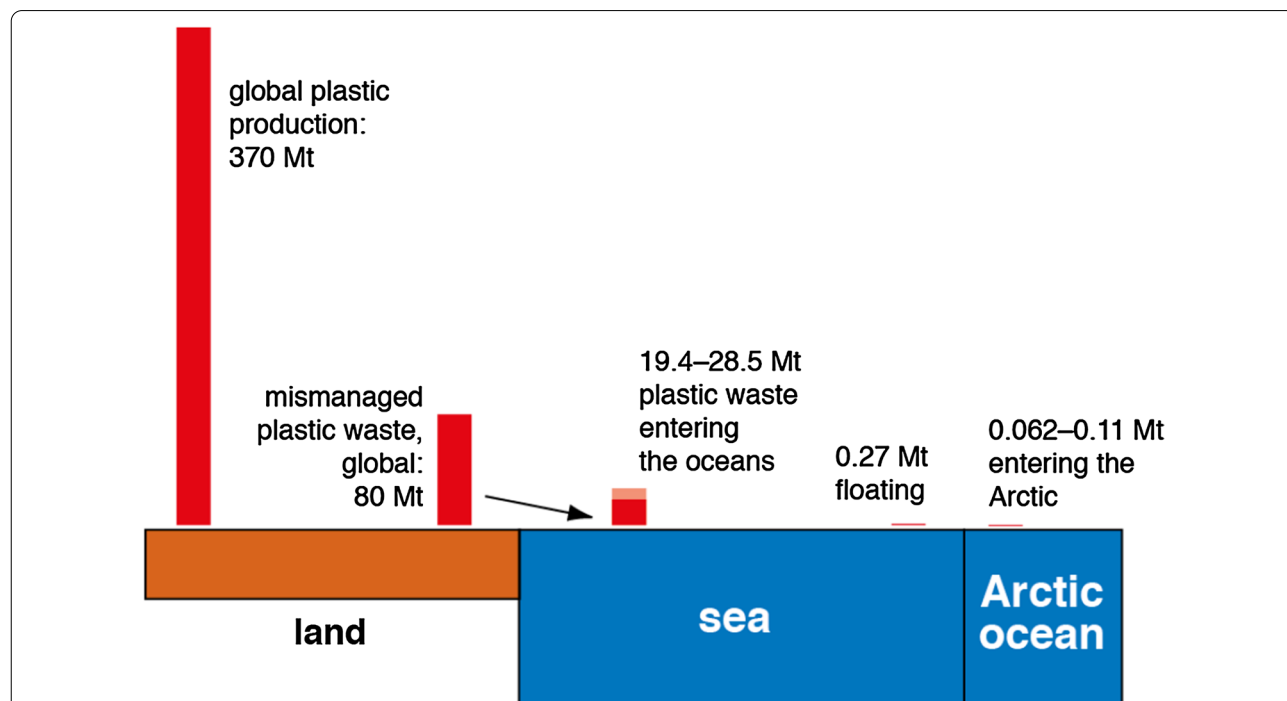 global plastic
production:
370 Mt
mismanaged
plastic waste,
global:
80 Mt
19.4–28.5 Mt
plastic waste
entering
the oceans
0.27 Mt
floating
0.062–0.11 Mt
entering the
Arctic
land
sea
Arctic
ocean